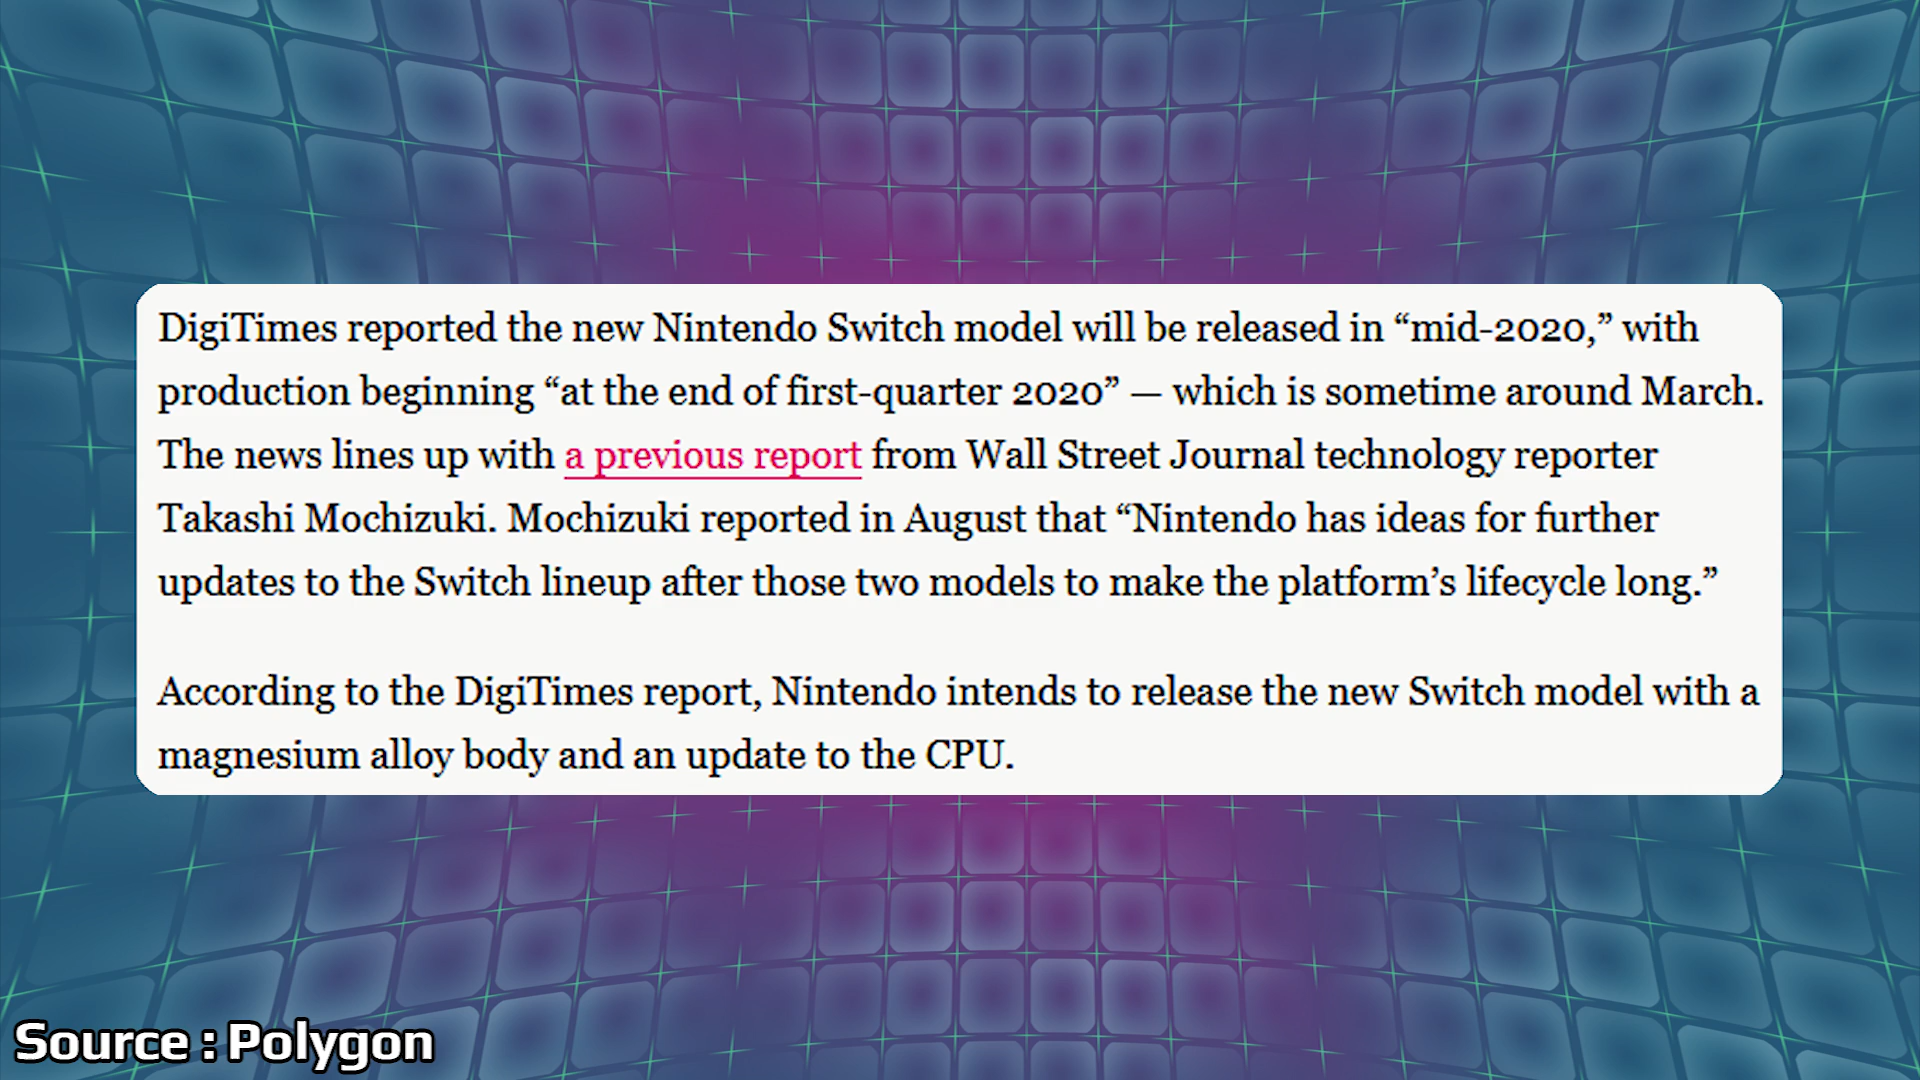 DigiTimes reported the new Nintendo Switch model will be released in “mid-2020,” with
production beginning “at the end of first-quarter 2020” — which is sometime around March.
The news lines up with a previous report from Wall Street Journal technology reporter
Takashi Mochizuki. Mochizuki reported in August that “Nintendo has ideas for further
updates to the Switch lineup after those two models to make the platform’s lifecycle long.”
According to the DigiTimes report, Nintendo intends to release the new Switch model with a
magnesium alloy body and an update to the CPU.
Source : Polygon